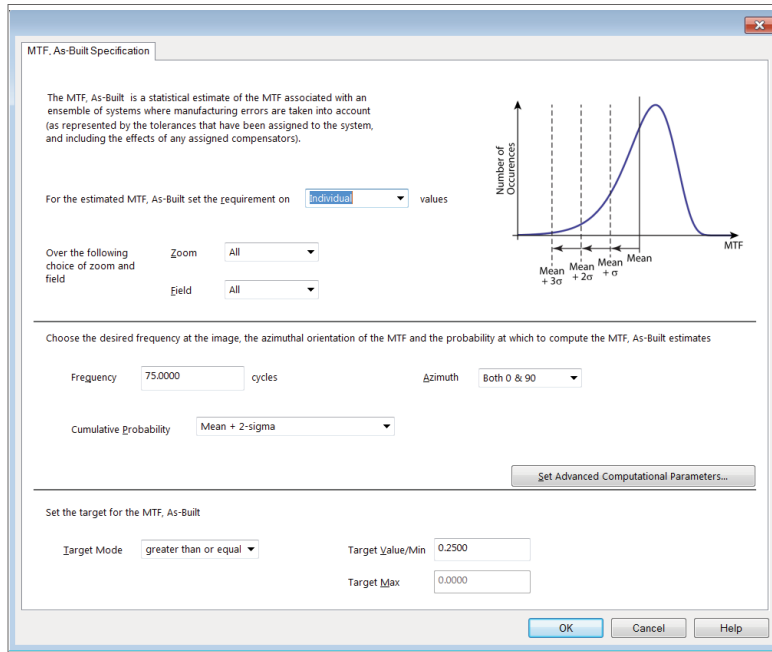 MTF, As-Built Specification
The MTF, As-Built is a statistical estimate of the MTF associated with an
ensemble of systems where manufacturing errors are taken into account
(as represented by the tolerances that have been assigned to the system,
and including the effects of any assigned compensators).
Number of
Occurences
MTF
Mean
+ 3σ
Mean
+ 2σ
Mean
+ σ
Mean
For the estimated MTF, As-Built set the requirement on Individual values
Over the following
choice of zoom and
field
Zoom All
Field All
Choose the desired frequency at the image, the azimuthal orientation of the MTF and the probability at which to compute the MTF, As-Built estimates
Frequency 75.0000 cycles Azimuth Both 0 & 90
Cumulative Probability Mean + 2-sigma
Set Advanced Computational Parameters...
Set the target for the MTF, As-Built
Target Mode greater than or equal Target Value/Min 0.2500
Target Max 0.0000
OK Cancel Help